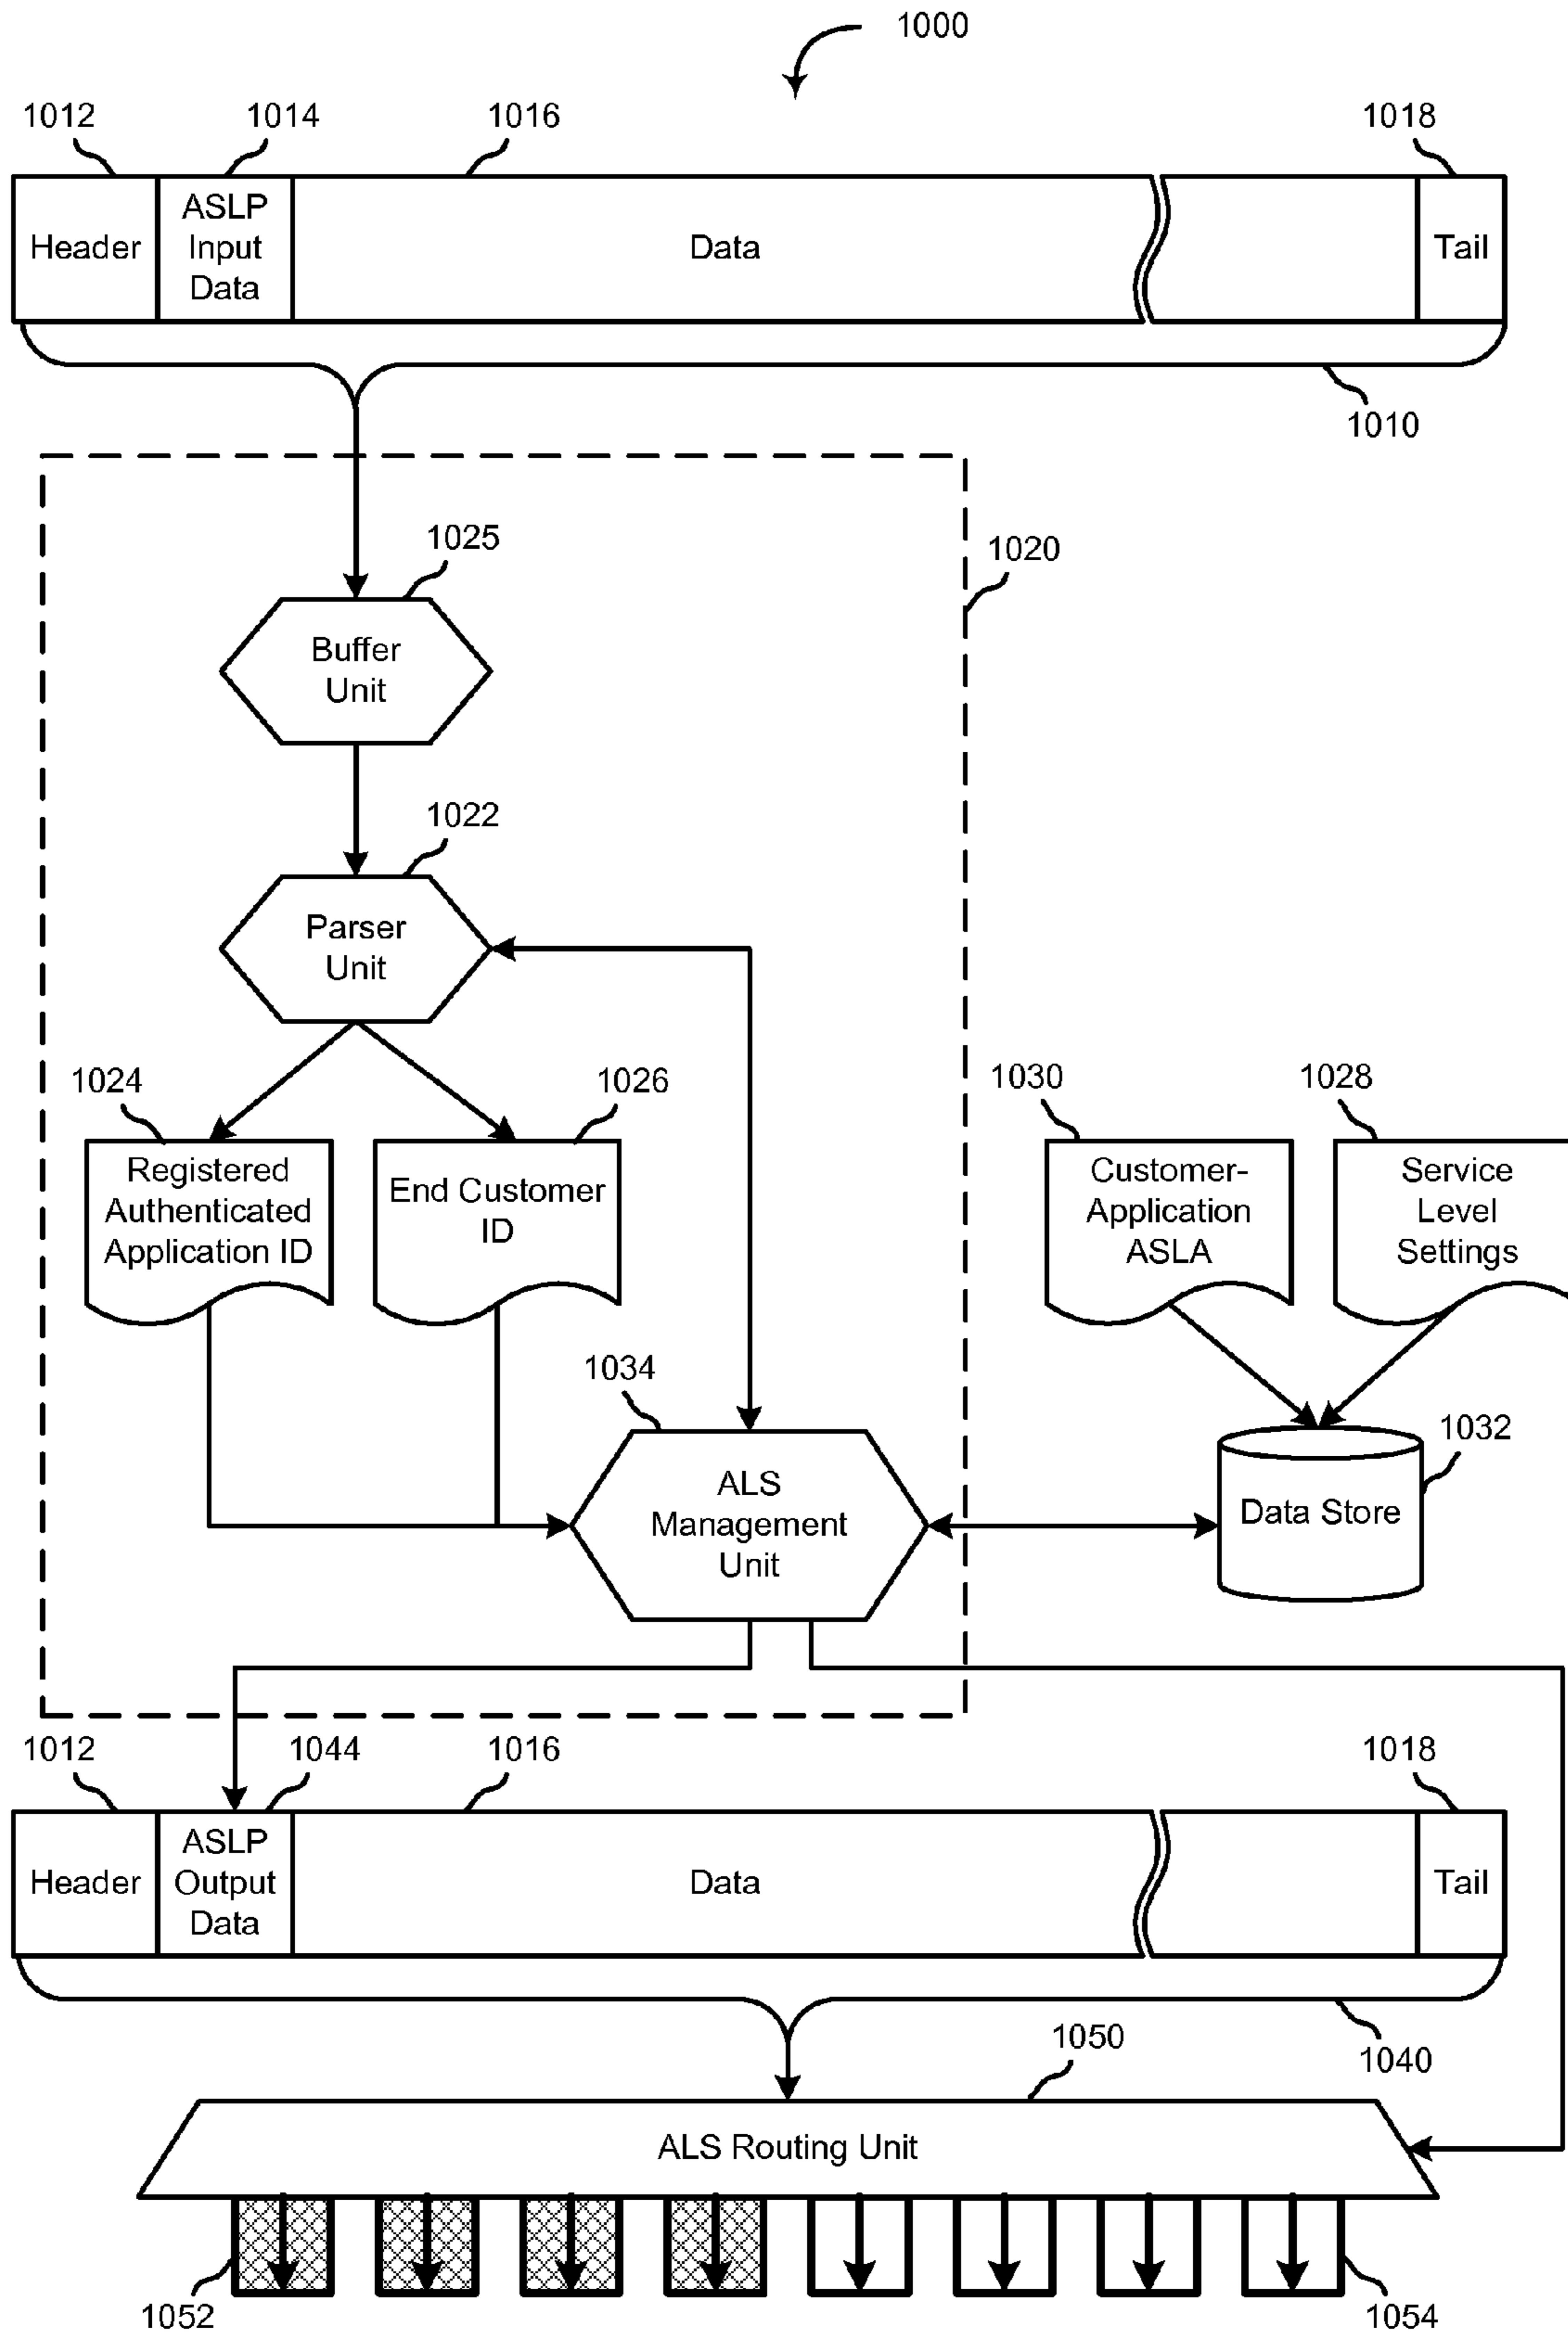 1000
1012
1014
1016
1018
Header
ASLP
Input
Data
Data
Tail
1010
1025
1020
Buffer
Unit
1022
Parser
Unit
1024
1026
1030
1028
Registered
Authenticated
Application ID
End Customer
ID
Customer-
Application
ASLA
Service
Level
Settings
1034
1032
ALS
Management
Unit
Data Store
1012
1044
1016
1018
Header
ASLP
Output
Data
Data
Tail
1050
1040
ALS Routing Unit
1052
1054